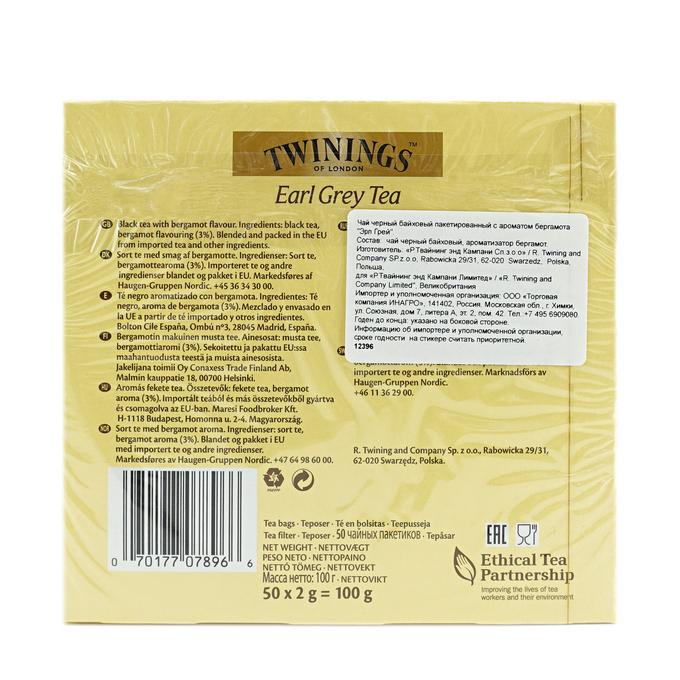 TWININGS™
OF LONDON
Earl Grey Tea
GB Black tea with bergamot flavour. Ingredients: black tea,
bergamot flavouring (3%). Blended and packed in the EU
from imported tea and other ingredients.
DK Sort te med smag af bergamotte. Ingredienser: Sort te,
bergamottearoma (3%). Importeret te og andre
ingredienser blandet og pakket i EU. Markedsføres af
Haugen-Gruppen Nordic. +45 36 34 30 00.
E Té negro aromatizado con bergamota. Ingredientes: Té
negro, aroma de bergamota (3%). Mezclado y envasado en
la UE a partir de té importado y otros ingredientes.
Bolton Cile España, Ombú nº3, 28045 Madrid, España.
FI Bergamotin makuinen musta tee. Ainesosat: musta tee,
bergamottiaromi (3%). Sekoitettu ja pakattu EU:ssa
maahantuodusta teestä ja muista ainesosista.
Jakelijana toimii Oy Conaxess Trade Finland Ab,
Malmin kauppatie 18, 00700 Helsinki.
HU Aromás fekete tea. Összetevők: fekete tea, bergamot
aroma (3%). Importált teából és más összetevőkből gyártva
és csomagolva az EU-ban. Maresi Foodbroker Kft.
H-1118 Budapest, Homonna u. 2-4. Magyarország.
NOR Sort te med bergamot aroma. Ingredienser: sort te,
bergamot aroma (3%). Blandet og pakket i EU
med importert te og andre ingredienser.
Markedsføres av Haugen-Gruppen Nordic. +47 64 98 60 00.
Чай черный байховый пакетированный с ароматом бергамота
"Эрл Грей".
Состав: чай черный байховый, ароматизатор бергамот.
Изготовитель: «Р.Твайнинг энд Кампани Сп.з о.о» / R. Twining and
Company SP.z o.o, Rabowicka 29/31, 62-020 Swarzedz, Polska,
Польша,
для «Р.Твайнинг энд Кампани Лимитед» / «R. Twining and
Company Limited", Великобритания
Импортер и уполномоченная организация: ООО «Торговая
компания ИНАГРО», 141402, Россия, Московская обл., г. Химки,
ул. Союзная, дом 7, литера А, эт. 2, пом. 42. Тел. +7 495 6909080.
Годен до конца: указано на боковой стороне.
Информацию об импортере и уполномоченной организации,
сроке годности на стикере считать приоритетной.
12396
importert te og andre ingredienser. Marknadsförs av
Haugen-Gruppen Nordic.
+46 11 36 29 00.
R. Twining and Company Sp. z o.o., Rabowicka 29/31,
62-020 Swarzędz, Polska.
0 70177 07896 6
Tea bags · Teposer · Té en bolsitas · Teepusseja
Tea filter · Teposer · 50 чайных пакетиков · Tepåsar
NET WEIGHT · NETTOVÆGT
PESO NETO · NETTOPAINO
NETTÓ TÖMEG · NETTOVEKT
Масса нетто: 100 г · NETTOVIKT
50 x 2 g = 100 g
EAC
Ethical Tea
Partnership
Improving the lives of tea
workers and their environment